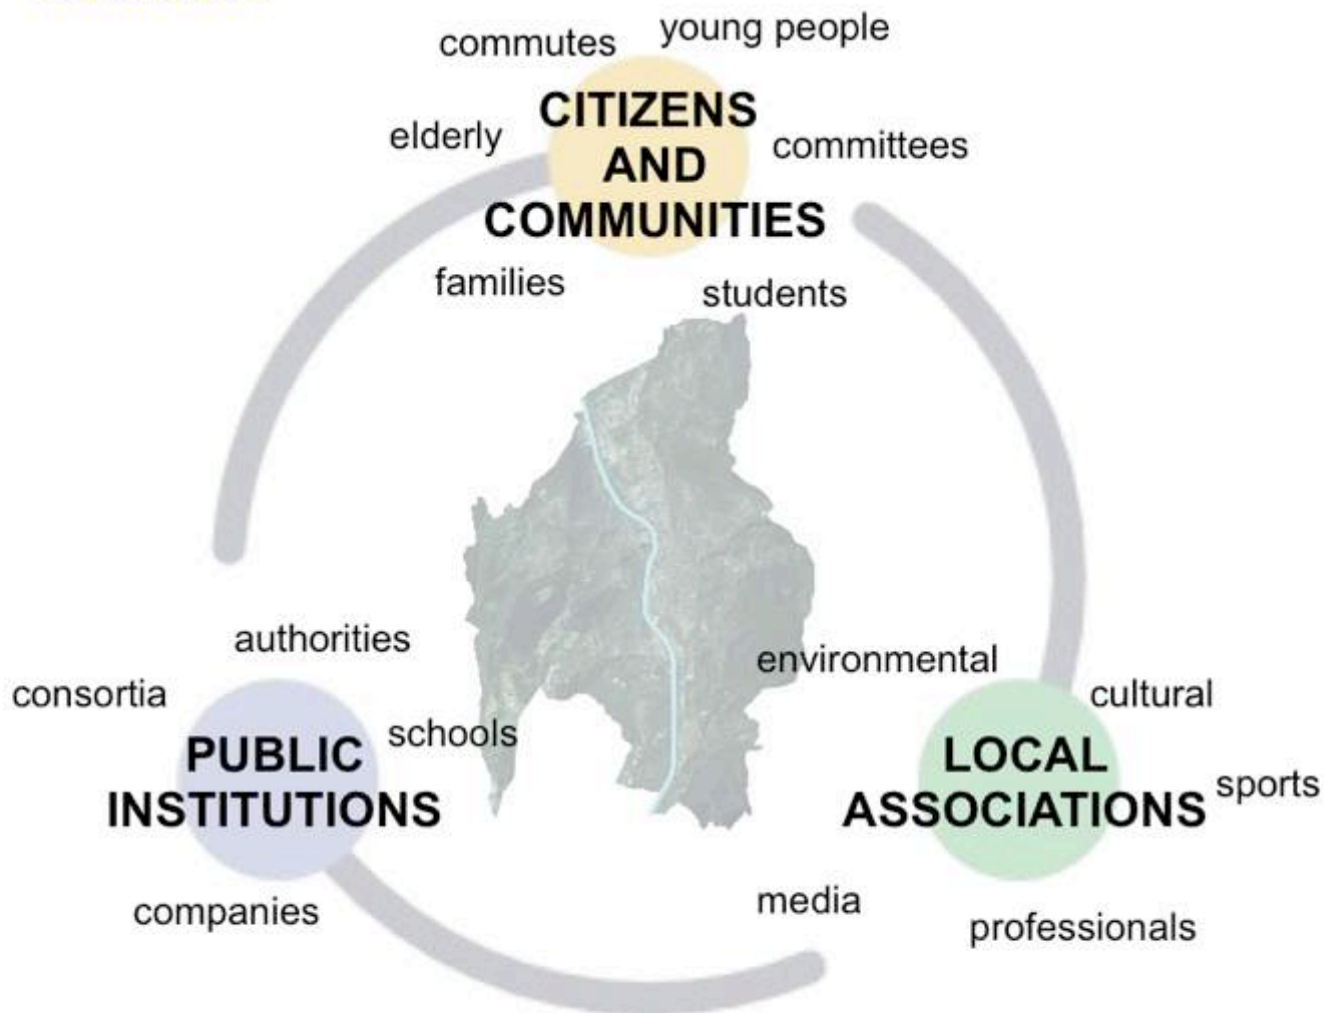 commutes
young people
CITIZENS
AND
COMMUNITIES
elderly
committees
families
students
authorities
consortia
schools
PUBLIC
INSTITUTIONS
companies
environmental
cultural
LOCAL
ASSOCIATIONS
sports
media
professionals